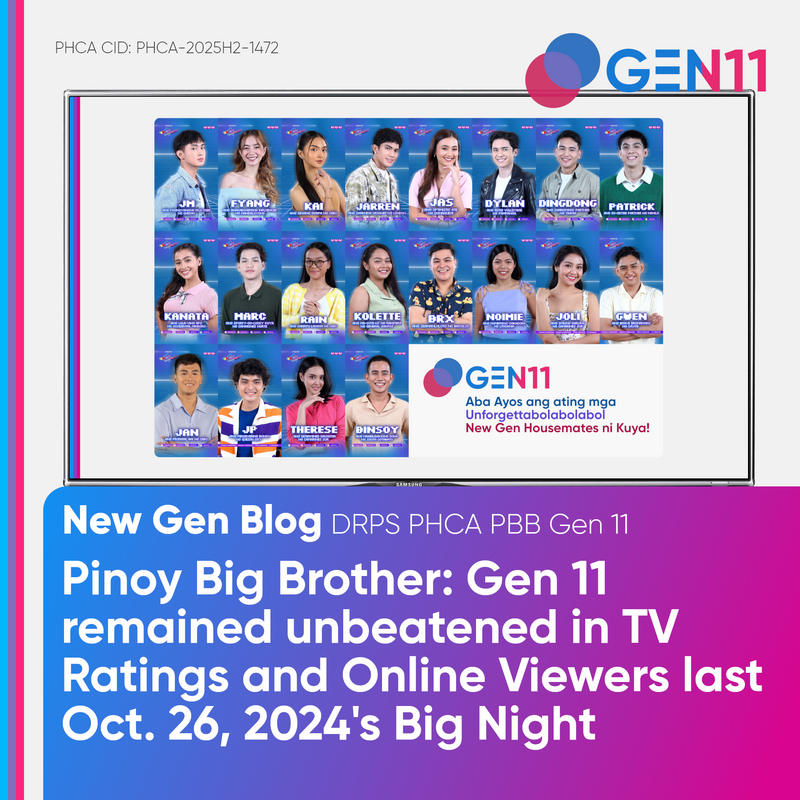 PHCA CID: PHCA-2025H2-1472
GEN11
JM
FYANG
KAI
JARREN
JAS
DYLAN
DINGDONG
PATRICK
KANATA
MARC
RAIN
KOLETTE
BRX
NOIMIE
JOLI
GWEN
JAN
JP
THERESE
BINSOY
GEN11
Aba Ayos ang ating mga
Unforgettabolabolabol
New Gen Housemates ni Kuya!
SAMSUNG
New Gen Blog DRPS PHCA PBB Gen 11
Pinoy Big Brother: Gen 11
remained unbeatened in TV
Ratings and Online Viewers last
Oct. 26, 2024's Big Night